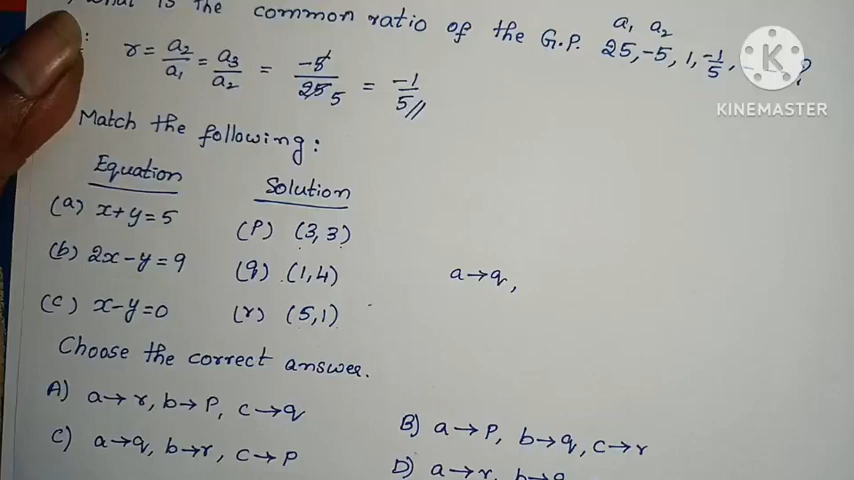 is the common ratio of the G.P. 25, -5, 1, -1/5, ?
a₁ a₂
r = a₂/a₁ = a₃/a₂ = -5/25 5 = -1/5 //
Match the following :
Equation Solution
(a) x+y=5 (P) (3,3)
(b) 2x-y=9 (q) (1,4) a→q,
(c) x-y=0 (r) (5,1)
Choose the correct answer.
A) a→r, b→P, c→q
B) a→P, b→q, c→r
C) a→q, b→r, c→P
D) a→r,
KINEMASTER